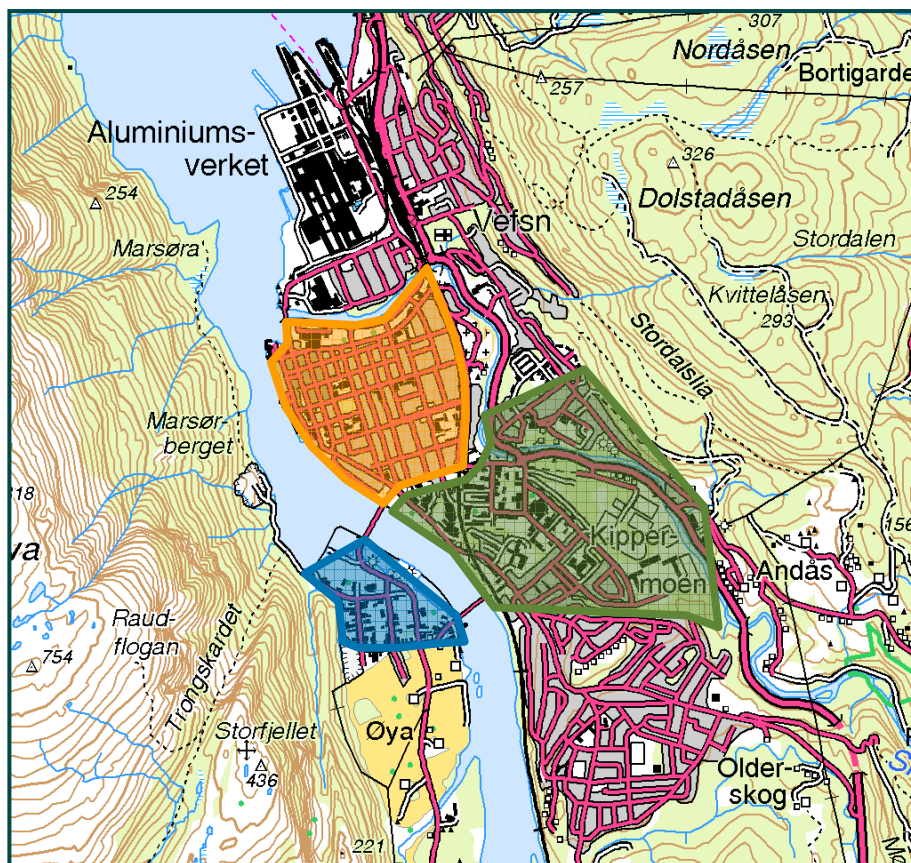 307
Nordåsen
Bortigarde
257
Aluminiums-
verket
326
254
Dolstadåsen
Vefsn
Stordalen
Marsøra
Kvittelåsen
293
Stordalslia
Marsør-
berget
318
156
Kipper-
moen
Andås
Raud-
flogan
754
Trongskardet
Storfjellet
436
Øya
Older-
skog
221